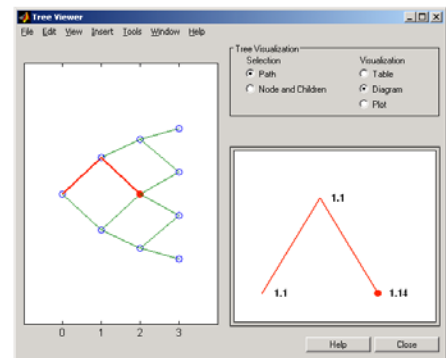 Tree Viewer
File Edit View Insert Tools Window Help
Tree Visualization
Selection
Path
Node and Children
Visualization
Table
Diagram
Plot
1.1
1.1
1.14
0 1 2 3
Help Close